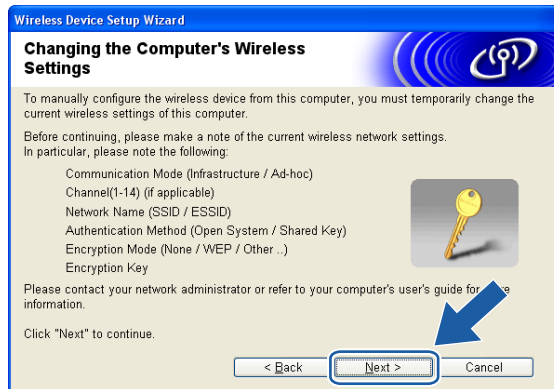 Wireless Device Setup Wizard
Changing the Computer's Wireless
Settings
To manually configure the wireless device from this computer, you must temporarily change the
current wireless settings of this computer.
Before continuing, please make a note of the current wireless network settings.
In particular, please note the following:
Communication Mode (Infrastructure / Ad-hoc)
Channel(1-14) (if applicable)
Network Name (SSID / ESSID)
Authentication Method (Open System / Shared Key)
Encryption Mode (None / WEP / Other ..)
Encryption Key
Please contact your network administrator or refer to your computer's user's guide for
information.
Click "Next" to continue.
< Back
Next >
Cancel